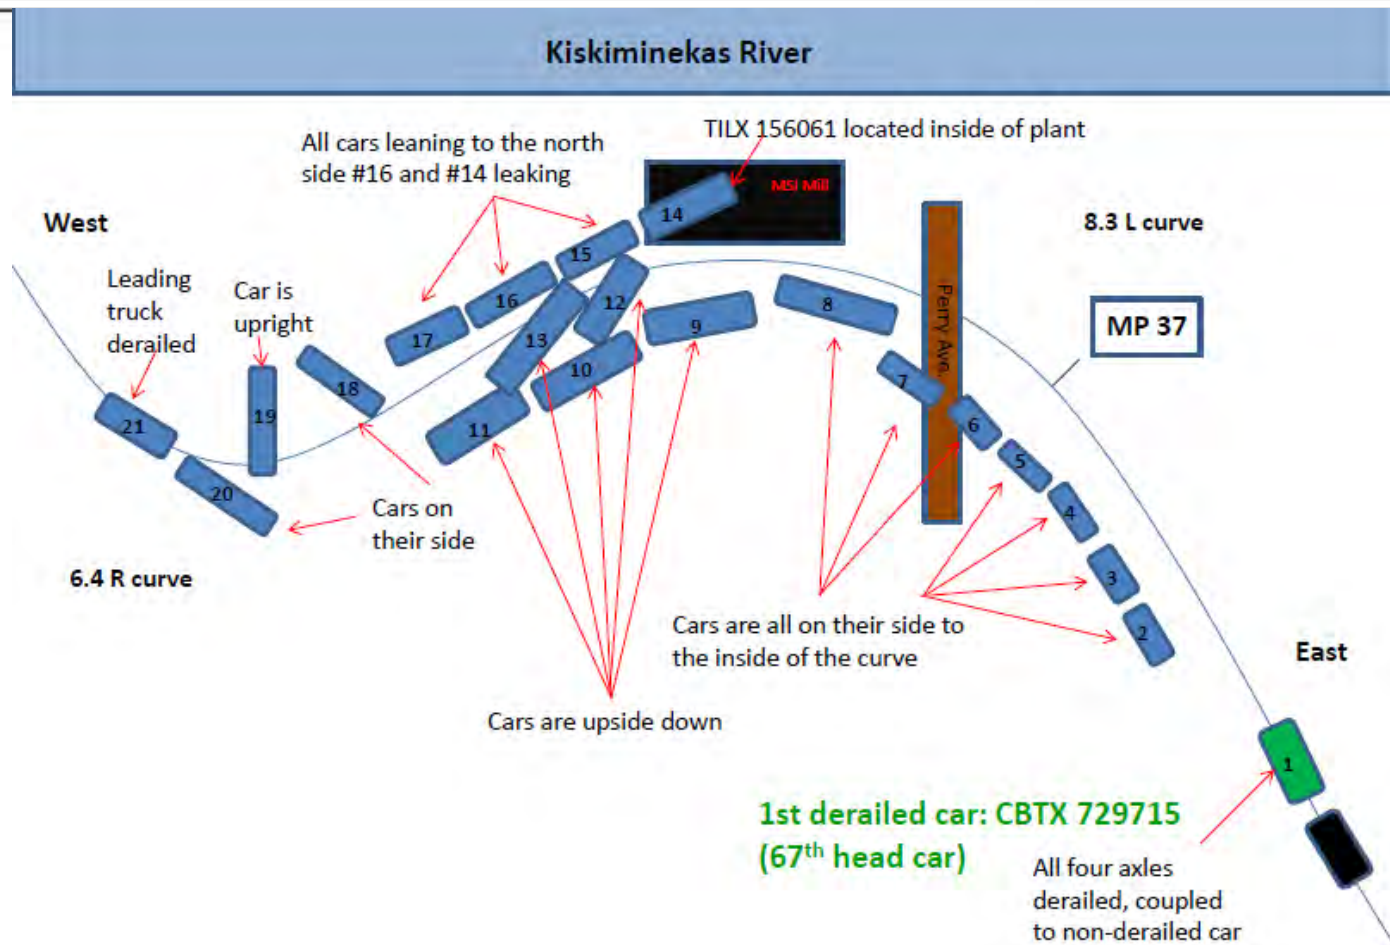 Kiskiminekas River
TILX 156061 located inside of plant
All cars leaning to the north
side #16 and #14 leaking
MSI Mill
West
8.3 L curve
Leading
truck
derailed
Car is
upright
Perry Ave.
MP 37
14
15
16
17
12
13
8
9
10
7
18
19
11
6
21
5
20
4
3
2
Cars on
their side
6.4 R curve
Cars are all on their side to
the inside of the curve
East
Cars are upside down
1
1st derailed car: CBTX 729715
(67th head car)
All four axles
derailed, coupled
to non-derailed car